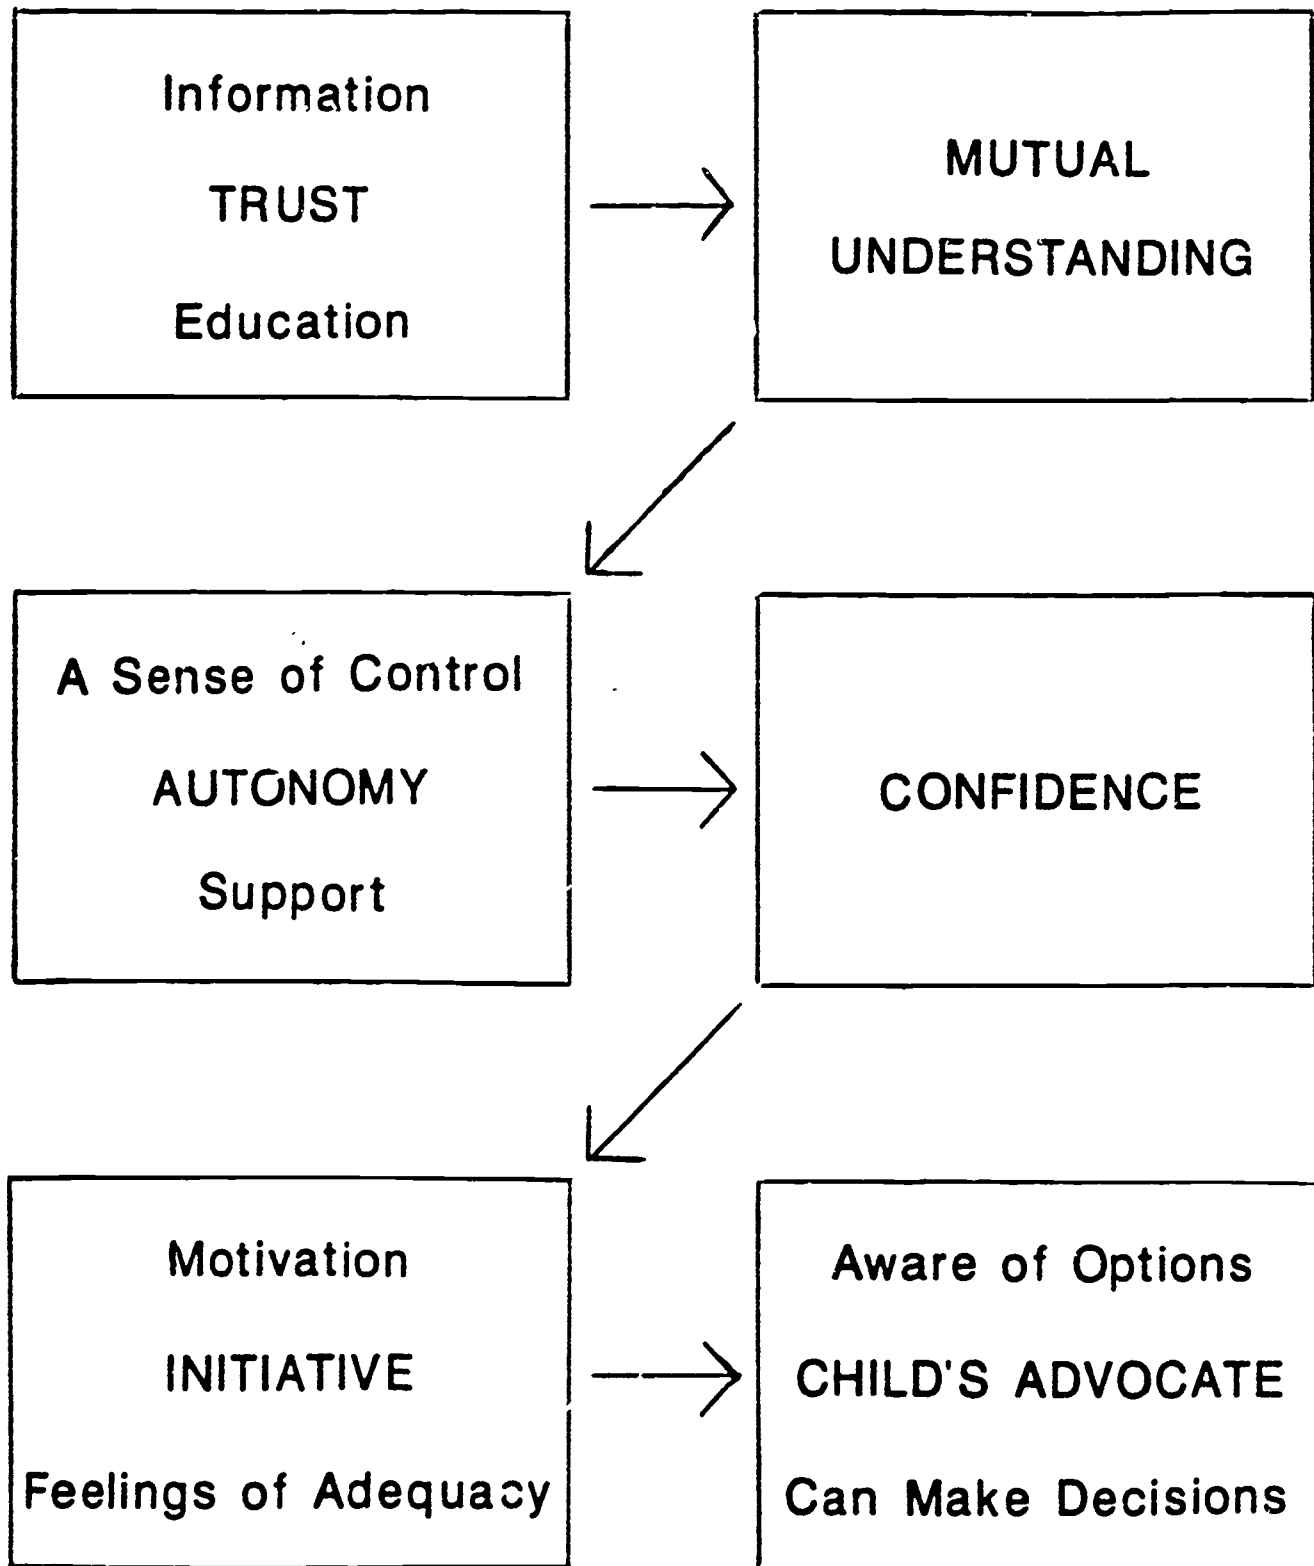 Information
TRUST
Education
MUTUAL
UNDERSTANDING
A Sense of Control
AUTONOMY
Support
CONFIDENCE
Motivation
INITIATIVE
Feelings of Adequacy
Aware of Options
CHILD'S ADVOCATE
Can Make Decisions